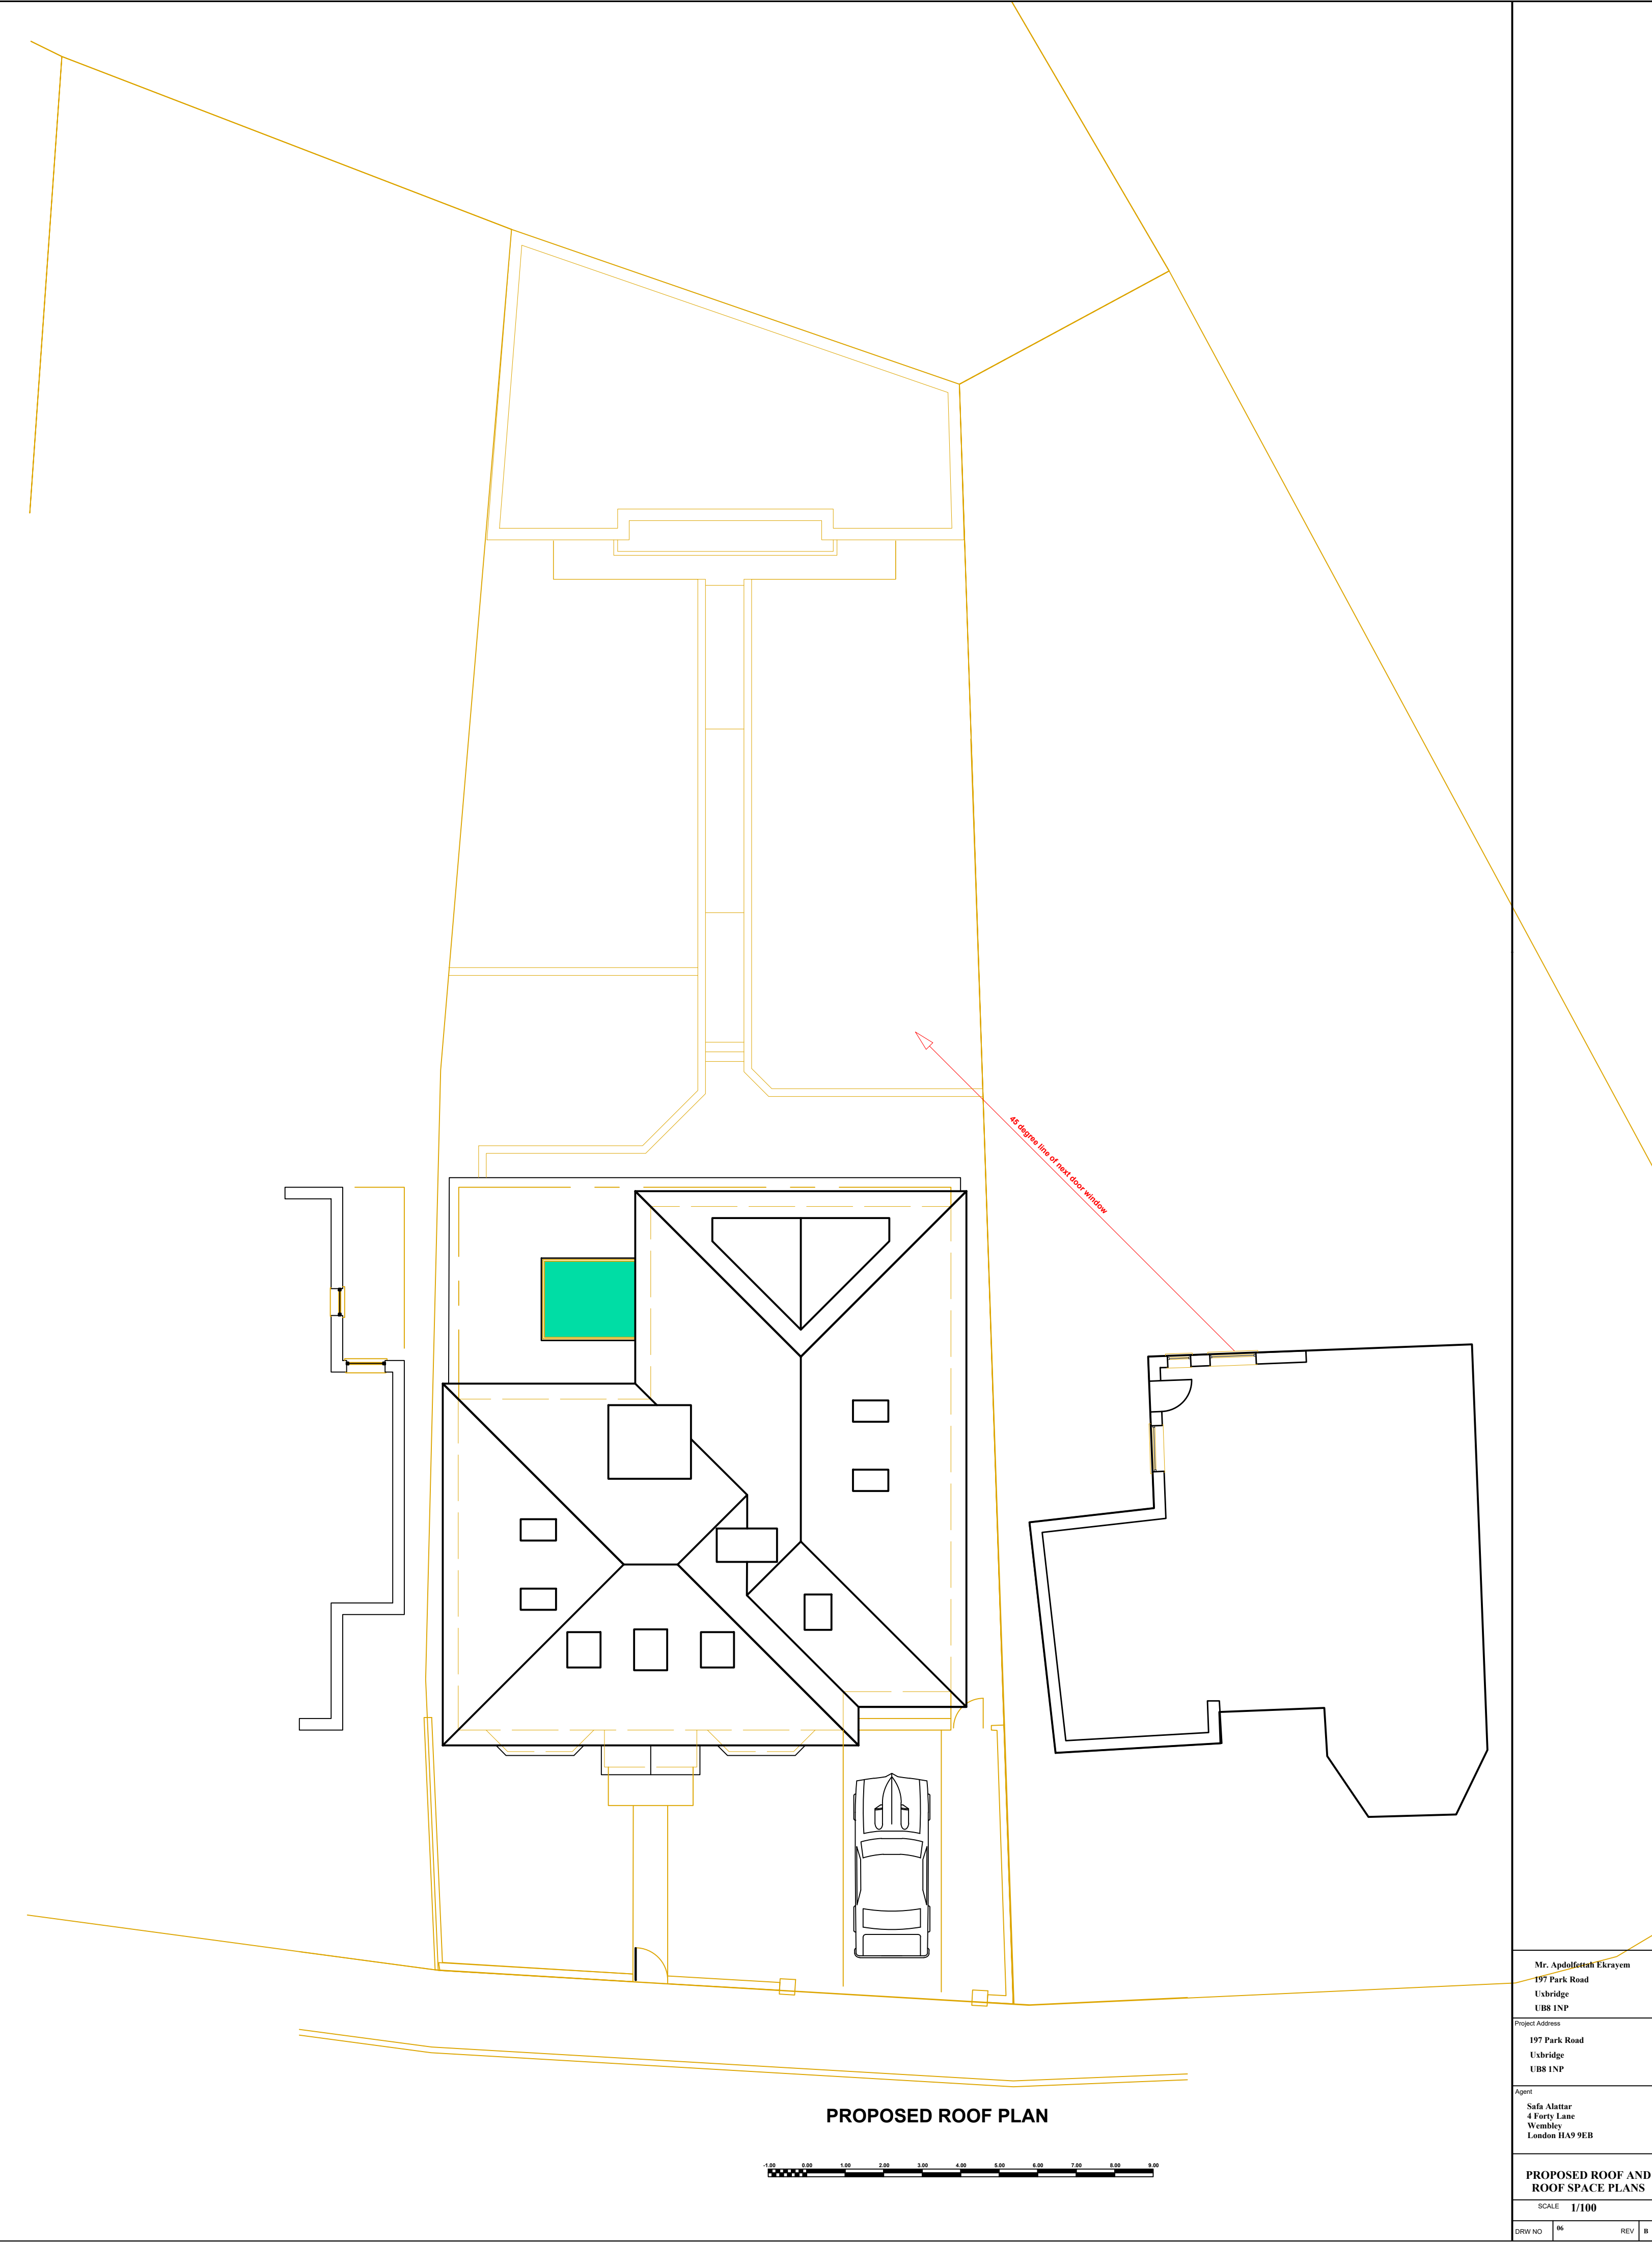 45 degree line of next door window
Mr. Apdolfettah Ekrayem
197 Park Road
Uxbridge
UB8 1NP
Project Address
197 Park Road
Uxbridge
UB8 1NP
Agent
Safa Alattar
4 Forty Lane
Wembley
London HA9 9EB
PROPOSED ROOF PLAN
-1.00 0.00 1.00 2.00 3.00 4.00 5.00 6.00 7.00 8.00 9.00
PROPOSED ROOF AND
ROOF SPACE PLANS
SCALE 1/100
DRW NO 06 REV B